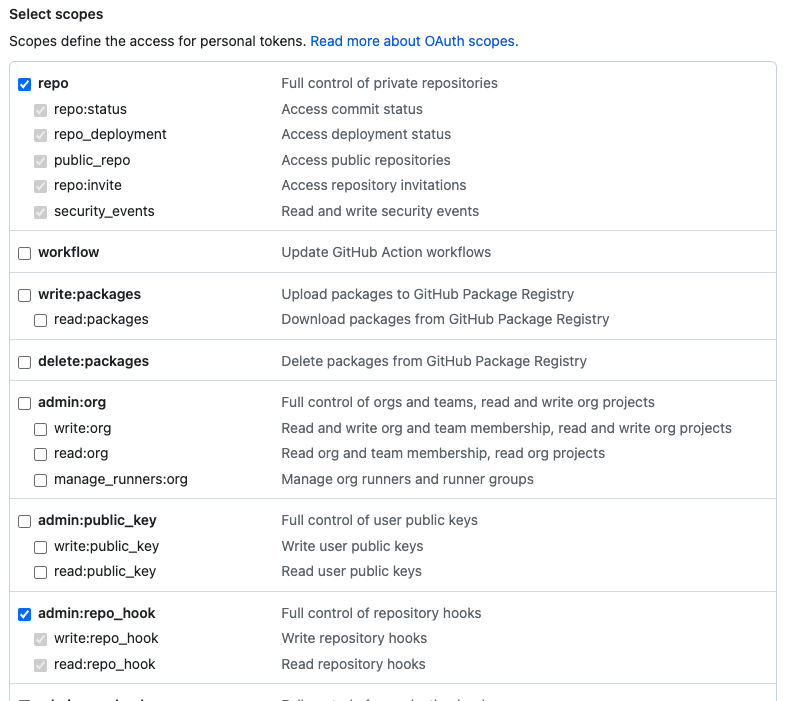 Select scopes
Scopes define the access for personal tokens. Read more about OAuth scopes.
repo Full control of private repositories
repo:status Access commit status
repo_deployment Access deployment status
public_repo Access public repositories
repo:invite Access repository invitations
security_events Read and write security events
workflow Update GitHub Action workflows
write:packages Upload packages to GitHub Package Registry
read:packages Download packages from GitHub Package Registry
delete:packages Delete packages from GitHub Package Registry
admin:org Full control of orgs and teams, read and write org projects
write:org Read and write org and team membership, read and write org projects
read:org Read org and team membership, read org projects
manage_runners:org Manage org runners and runner groups
admin:public_key Full control of user public keys
write:public_key Write user public keys
read:public_key Read user public keys
admin:repo_hook Full control of repository hooks
write:repo_hook Write repository hooks
read:repo_hook Read repository hooks